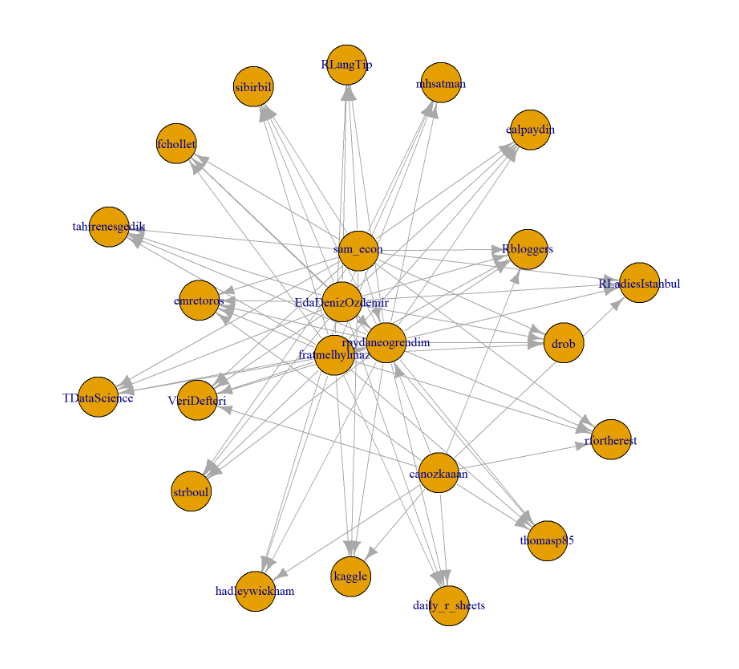 RLangTip
mhsatman
sibirbil
ealpaydin
fchollet
tahirenesgedik
sam_econ
Rbloggers
RLadiesIstanbul
emretoros
EdaDenizOzdemir
rpydaneogrendim
drob
fratmelhylmaz
TDataScience
VeriDefteri
rfortherest
canozkaaan
strboul
thomasp85
kaggle
hadleywickham
daily_r_sheets